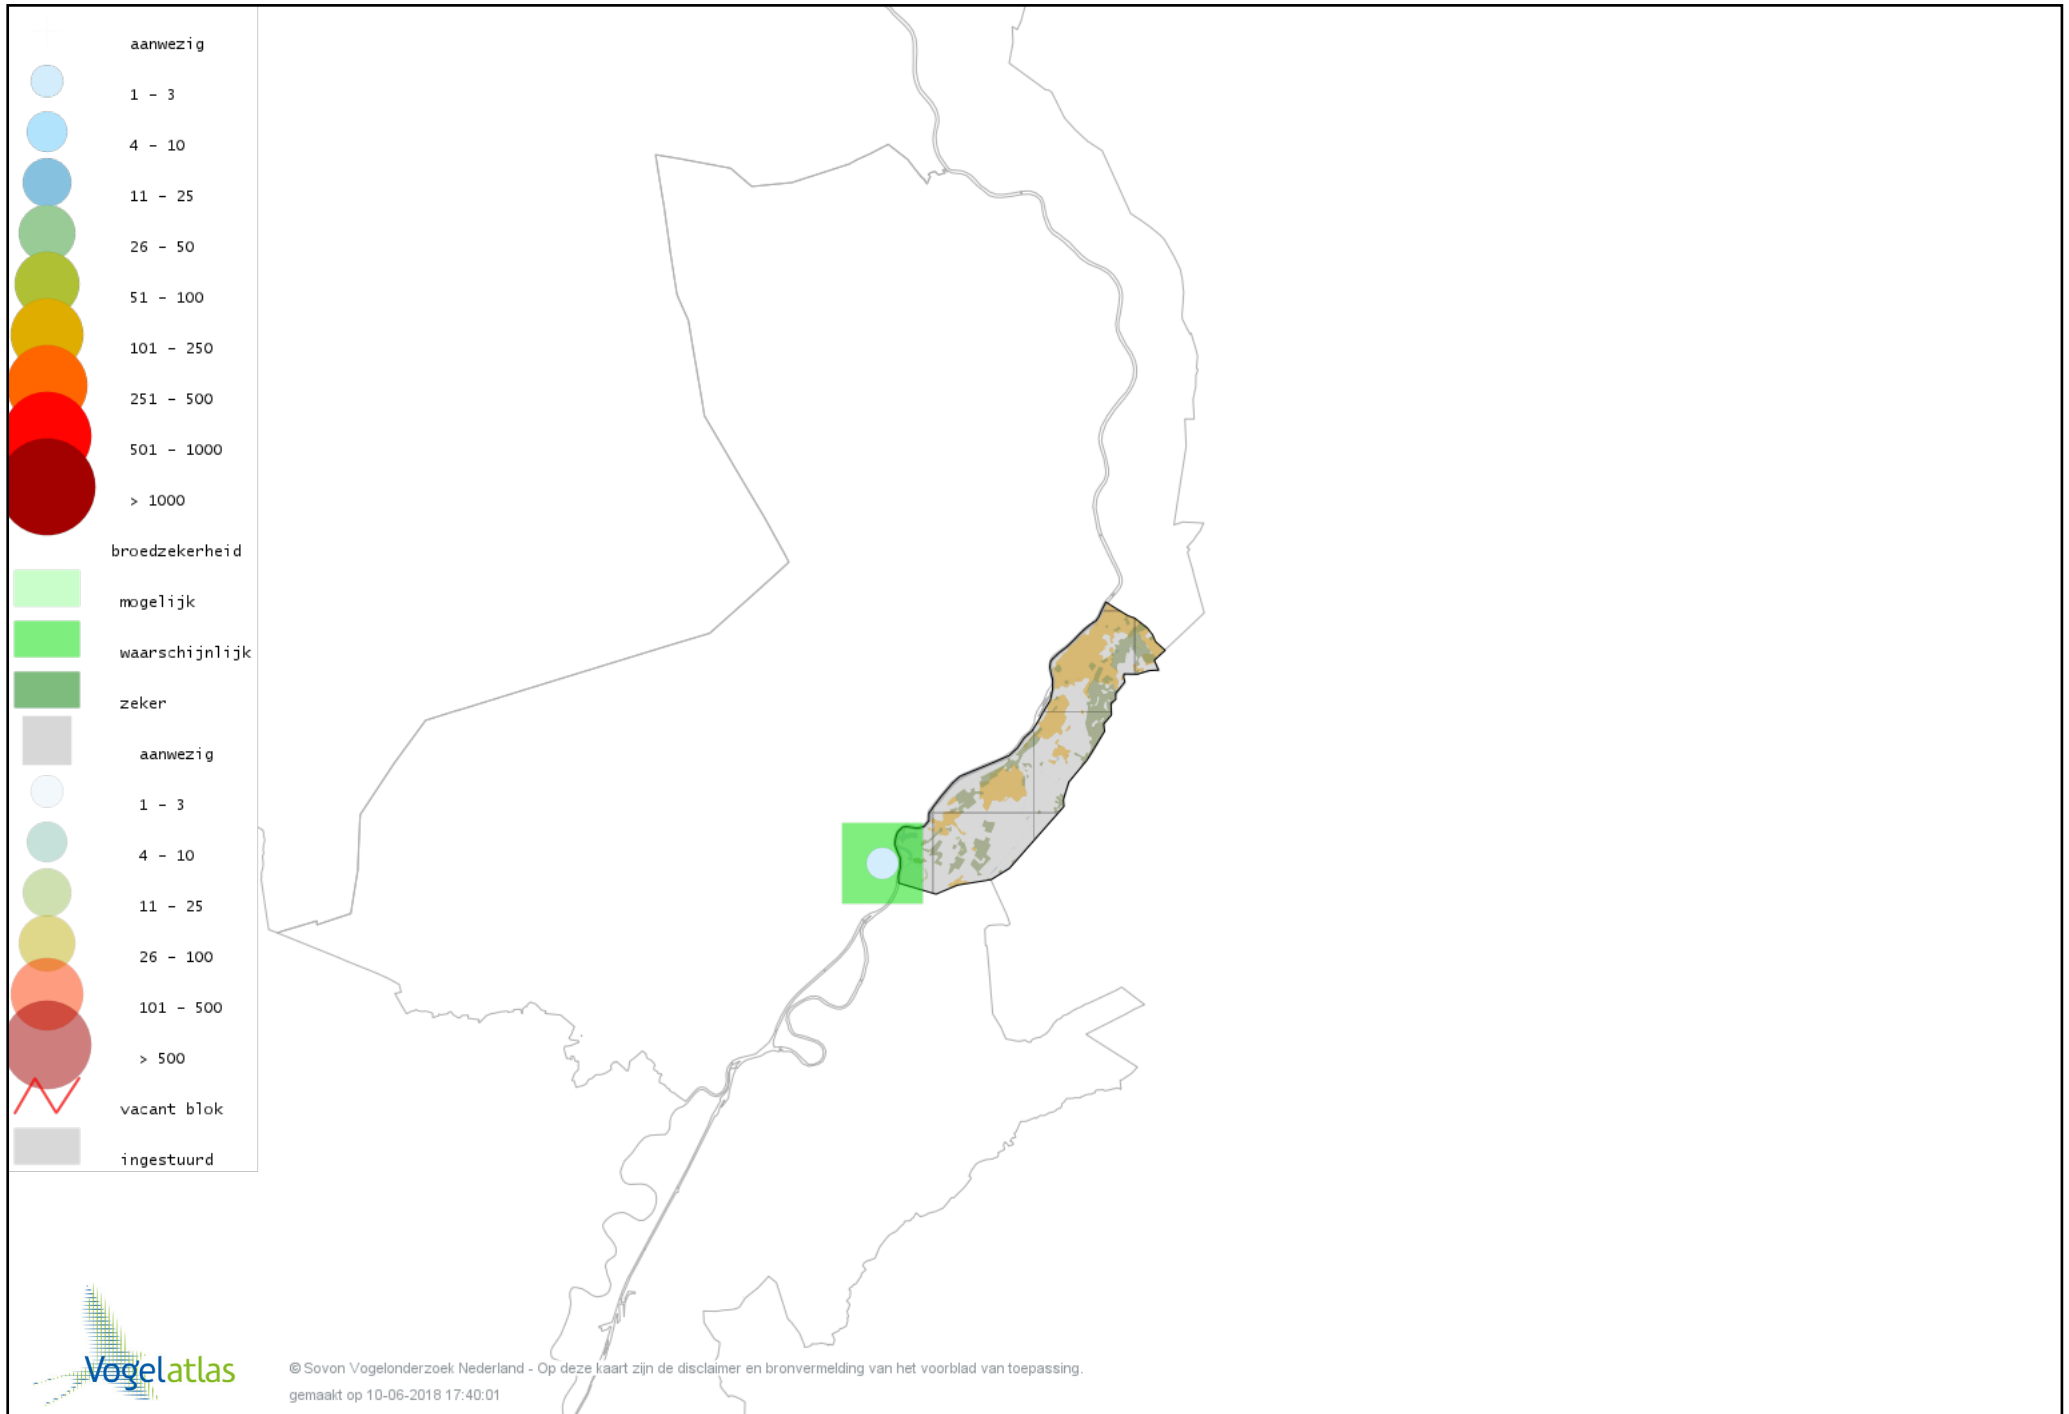 aanwezig
1 - 3
4 - 10
11 - 25
26 - 50
51 - 100
101 - 250
251 - 500
501 - 1000
> 1000
broedzekerheid
mogelijk
waarschijnlijk
zeker
aanwezig
1 - 3
4 - 10
11 - 25
26 - 100
101 - 500
> 500
vacant blok
ingestuurd
Vogelatlas
© Sovon Vogelonderzoek Nederland - Op deze kaart zijn de disclaimer en bronvermelding van het voorblad van toepassing.
gemaakt op 10-06-2018 17:40:01